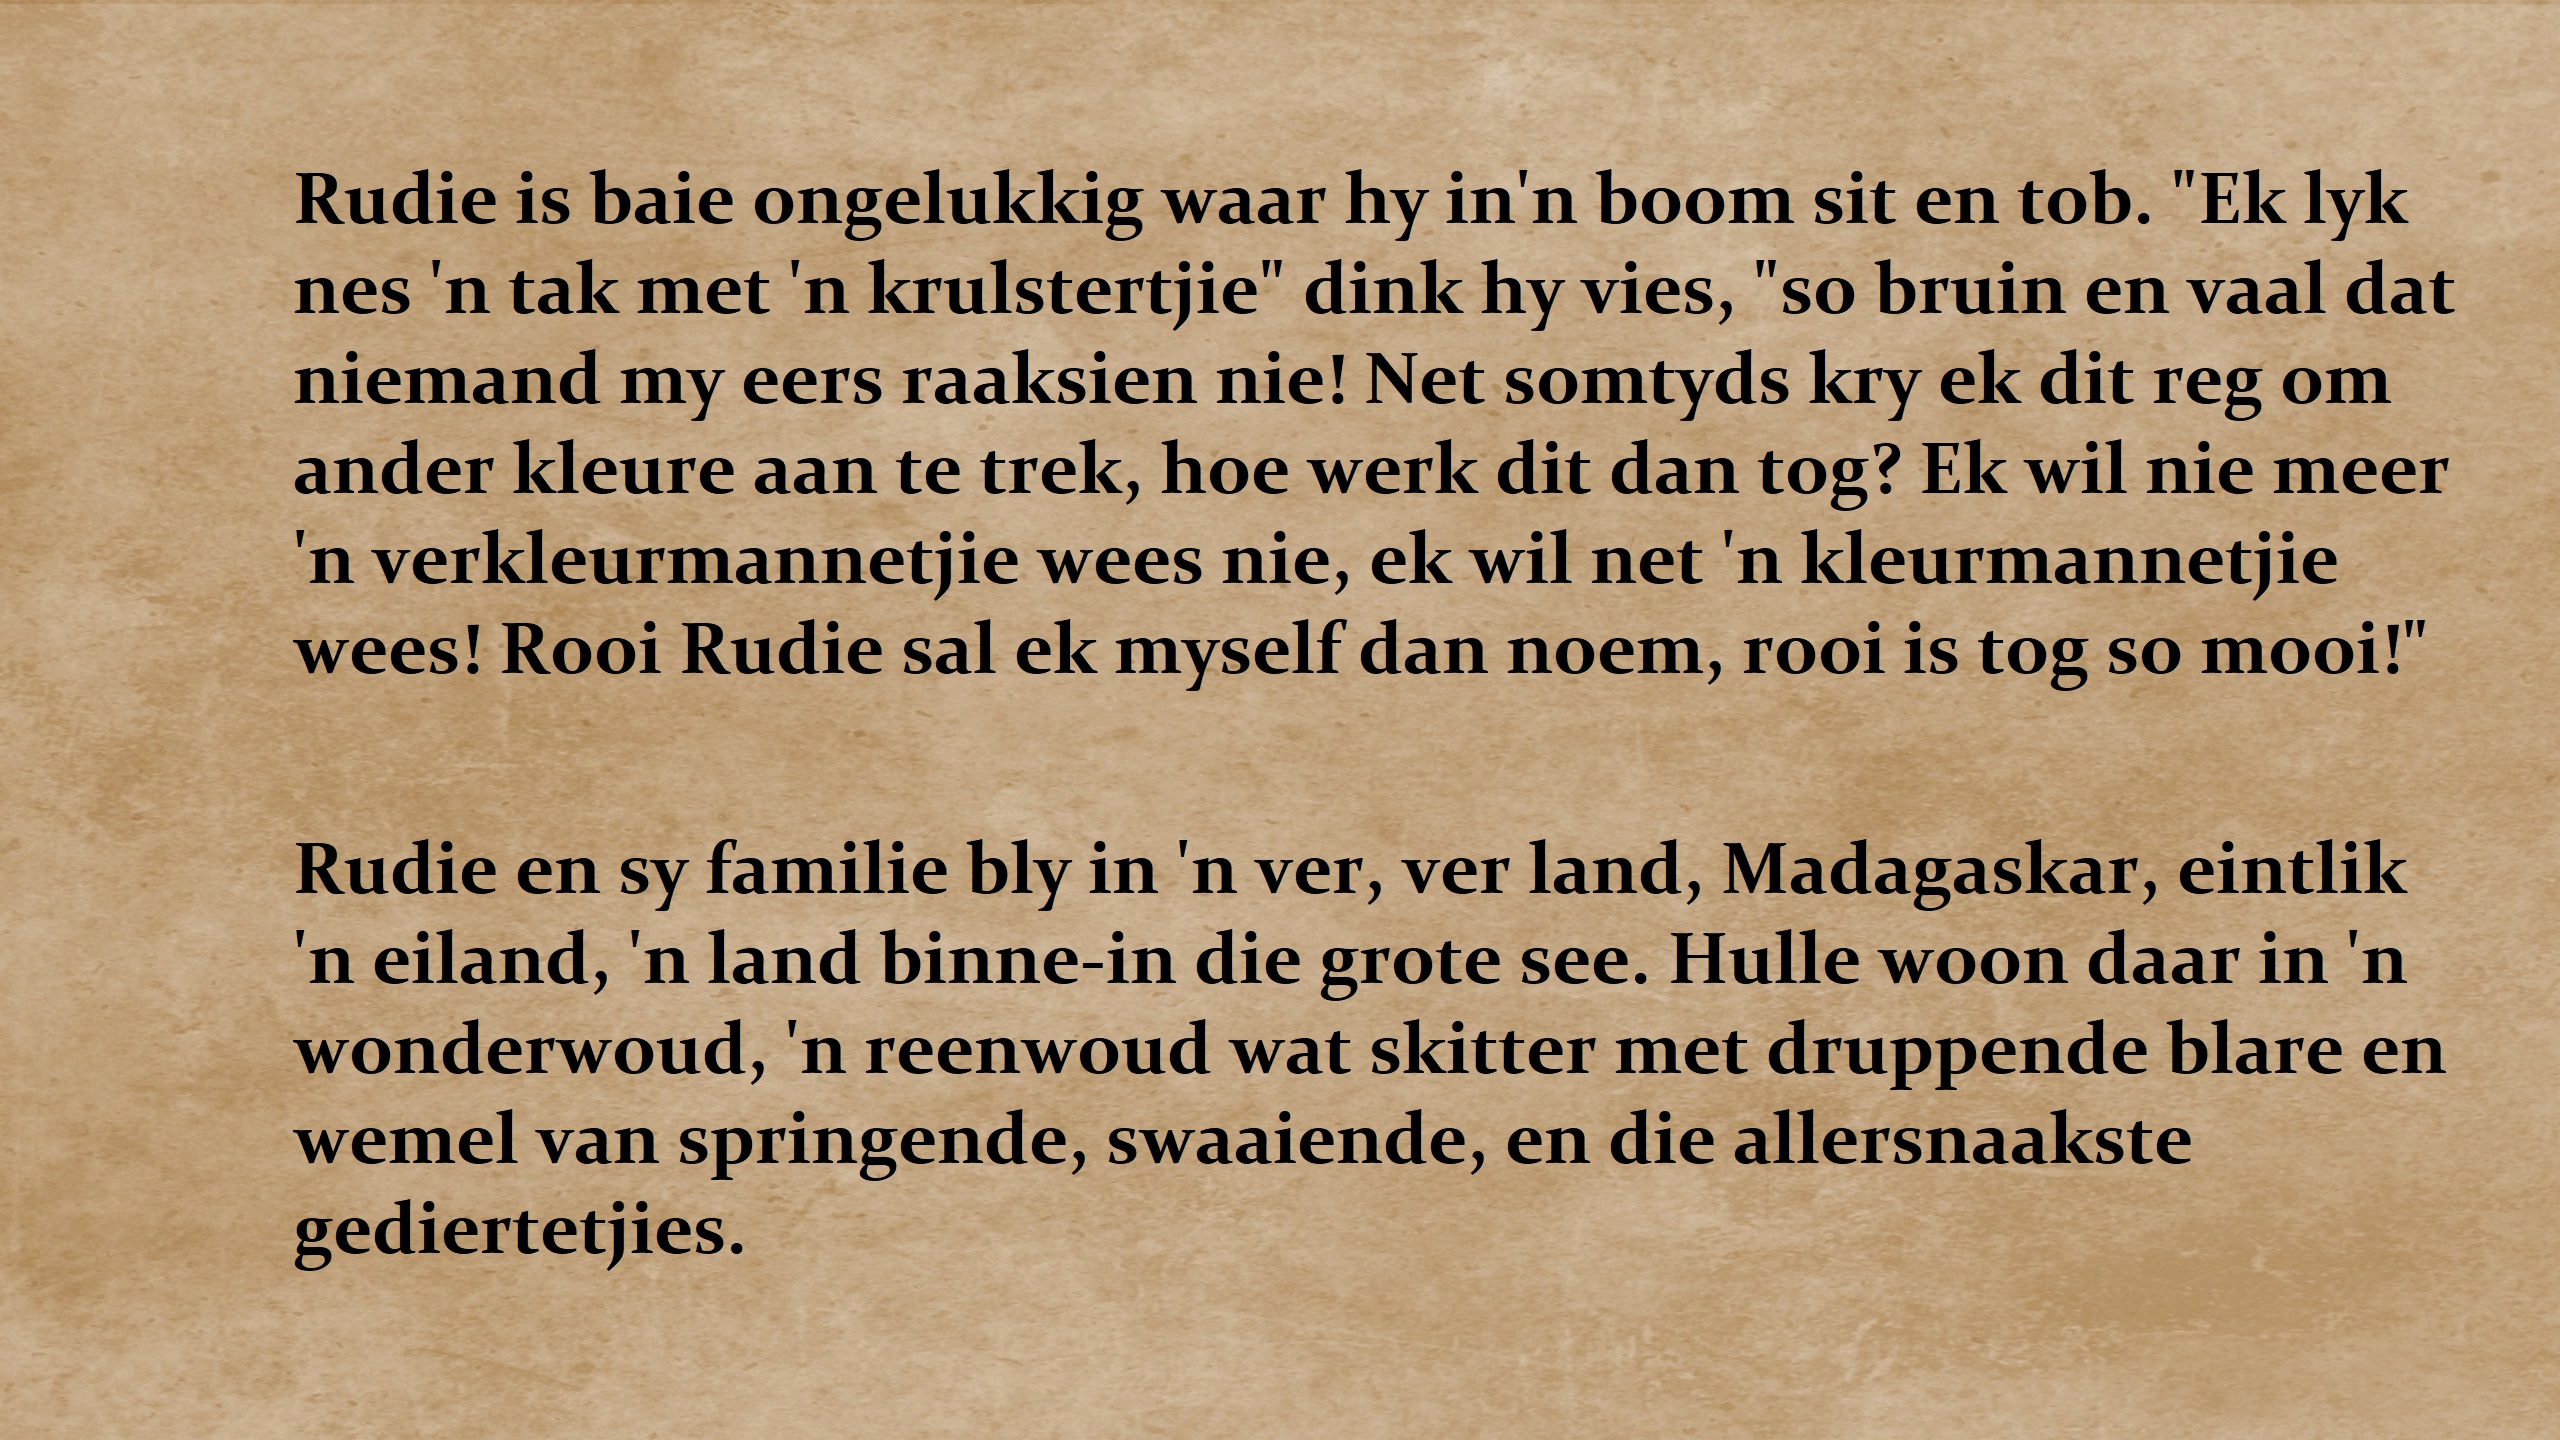 Rudie is baie ongelukkig waar hy in'n boom sit en tob. "Ek lyk
nes 'n tak met 'n krulstertjie" dink hy vies, "so bruin en vaal dat
niemand my eers raaksien nie! Net somtyds kry ek dit reg om
ander kleure aan te trek, hoe werk dit dan tog? Ek wil nie meer
'n verkleurmannetjie wees nie, ek wil net 'n kleurmannetjie
wees! Rooi Rudie sal ek myself dan noem, rooi is tog so mooi!"
Rudie en sy familie bly in 'n ver, ver land, Madagaskar, eintlik
'n eiland, 'n land binne-in die grote see. Hulle woon daar in 'n
wonderwoud, 'n reenwoud wat skitter met druppende blare en
wemel van springende, swaaiende, en die allersnaakste
gediertetjies.